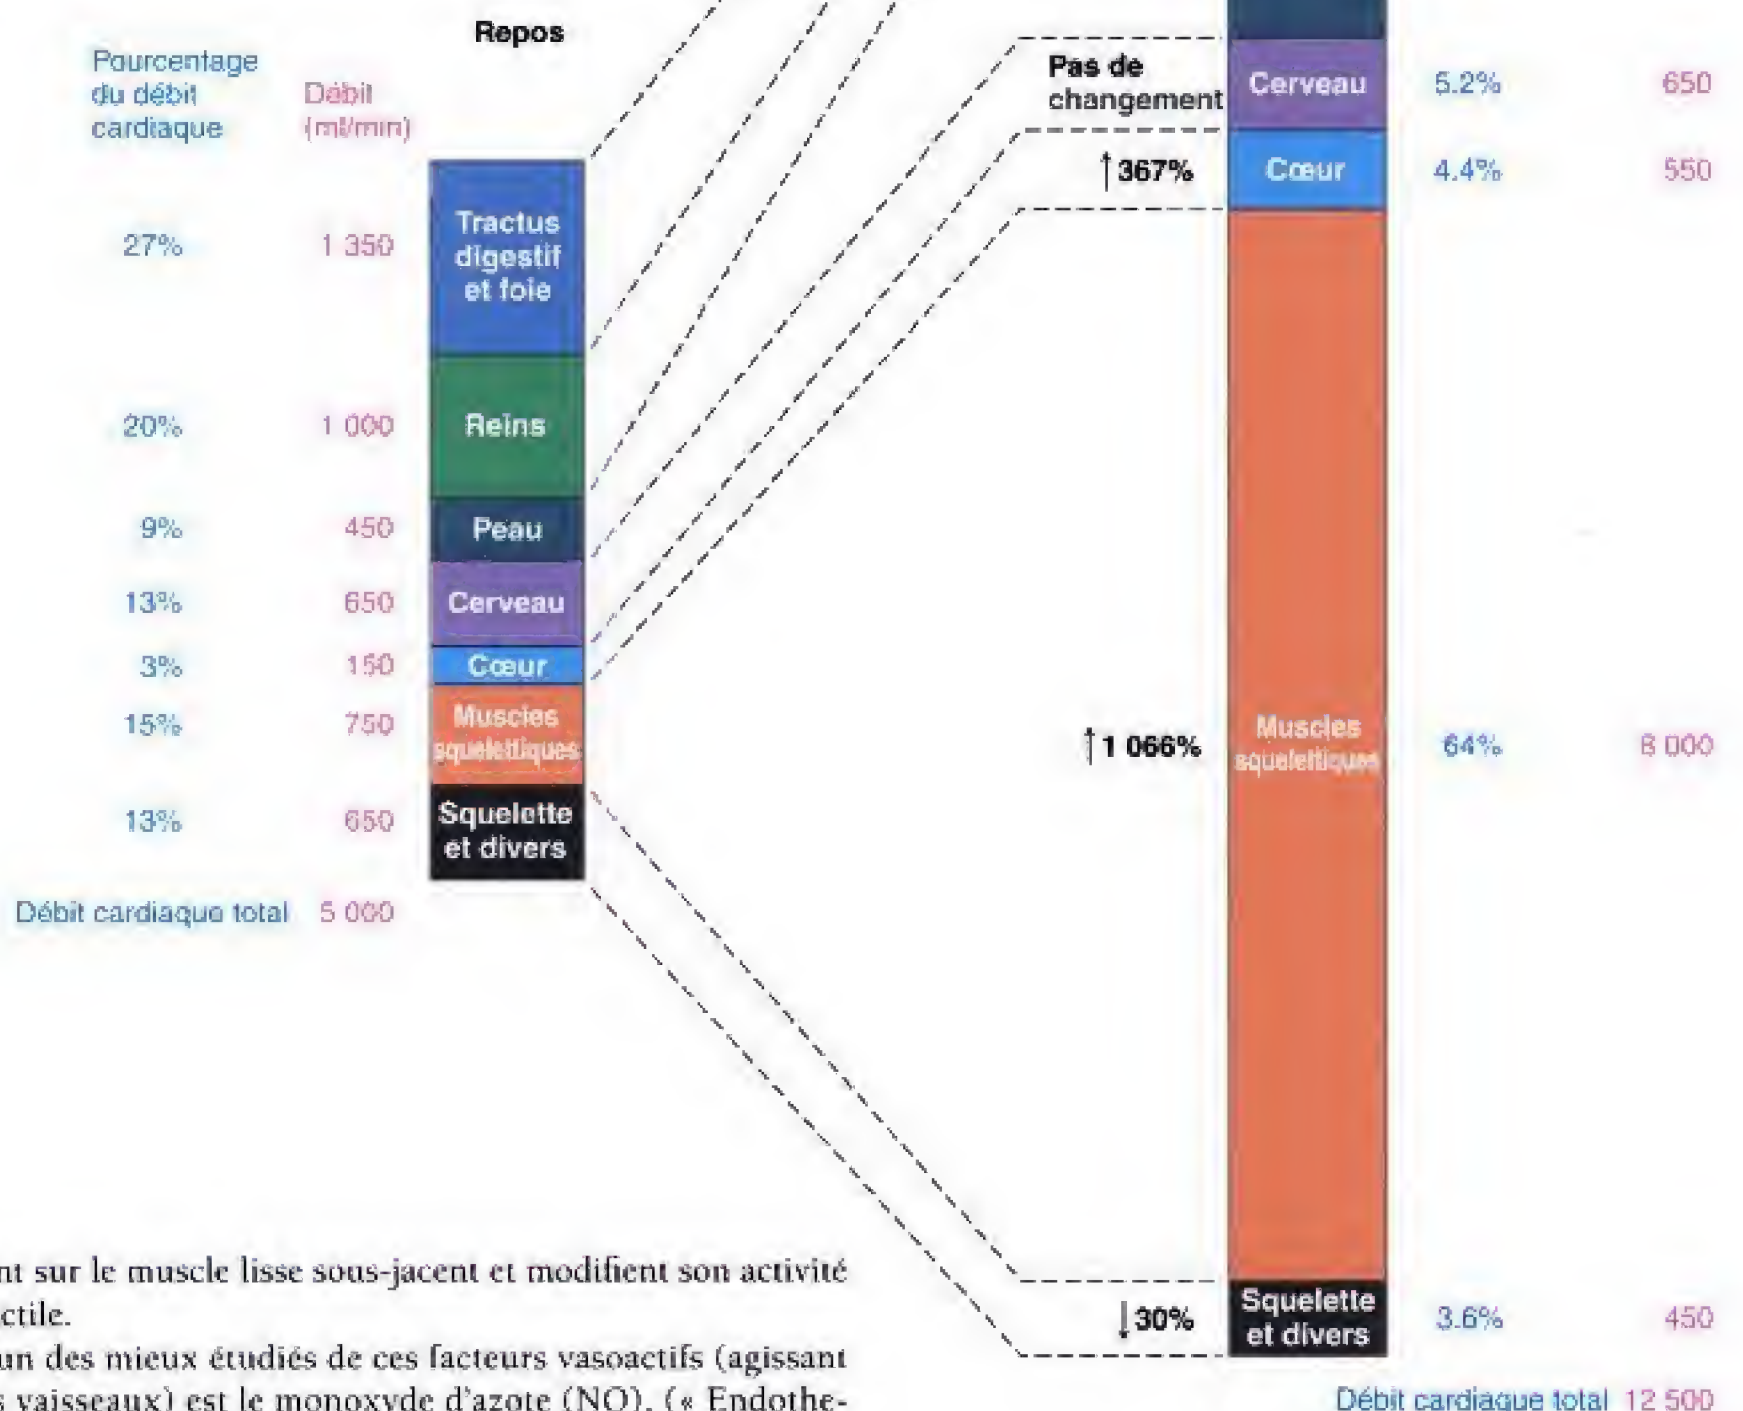 Repos
Pourcentage
du débit
cardiaque
Débit
(ml/min)
27% 1 350 Tractus
digestif
et foie
20% 1 000 Reins
9% 450 Peau
13% 650 Cerveau
3% 150 Cœur
15% 750 Muscles
squelettiques
13% 650 Squelette
et divers
Débit cardiaque total 5 000
Pas de
changement
Cerveau 5.2% 650
↑367% Cœur 4.4% 550
↑1 066% Muscles
squelettiques
64% 8 000
↓30% Squelette
et divers
3.6% 450
Débit cardiaque total 12 500
nt sur le muscle lisse sous-jacent et modifient son activité
ctile.
un des mieux étudiés de ces facteurs vasoactifs (agissant
s vaisseaux) est le monoxyde d'azote (NO). (« Endothe-